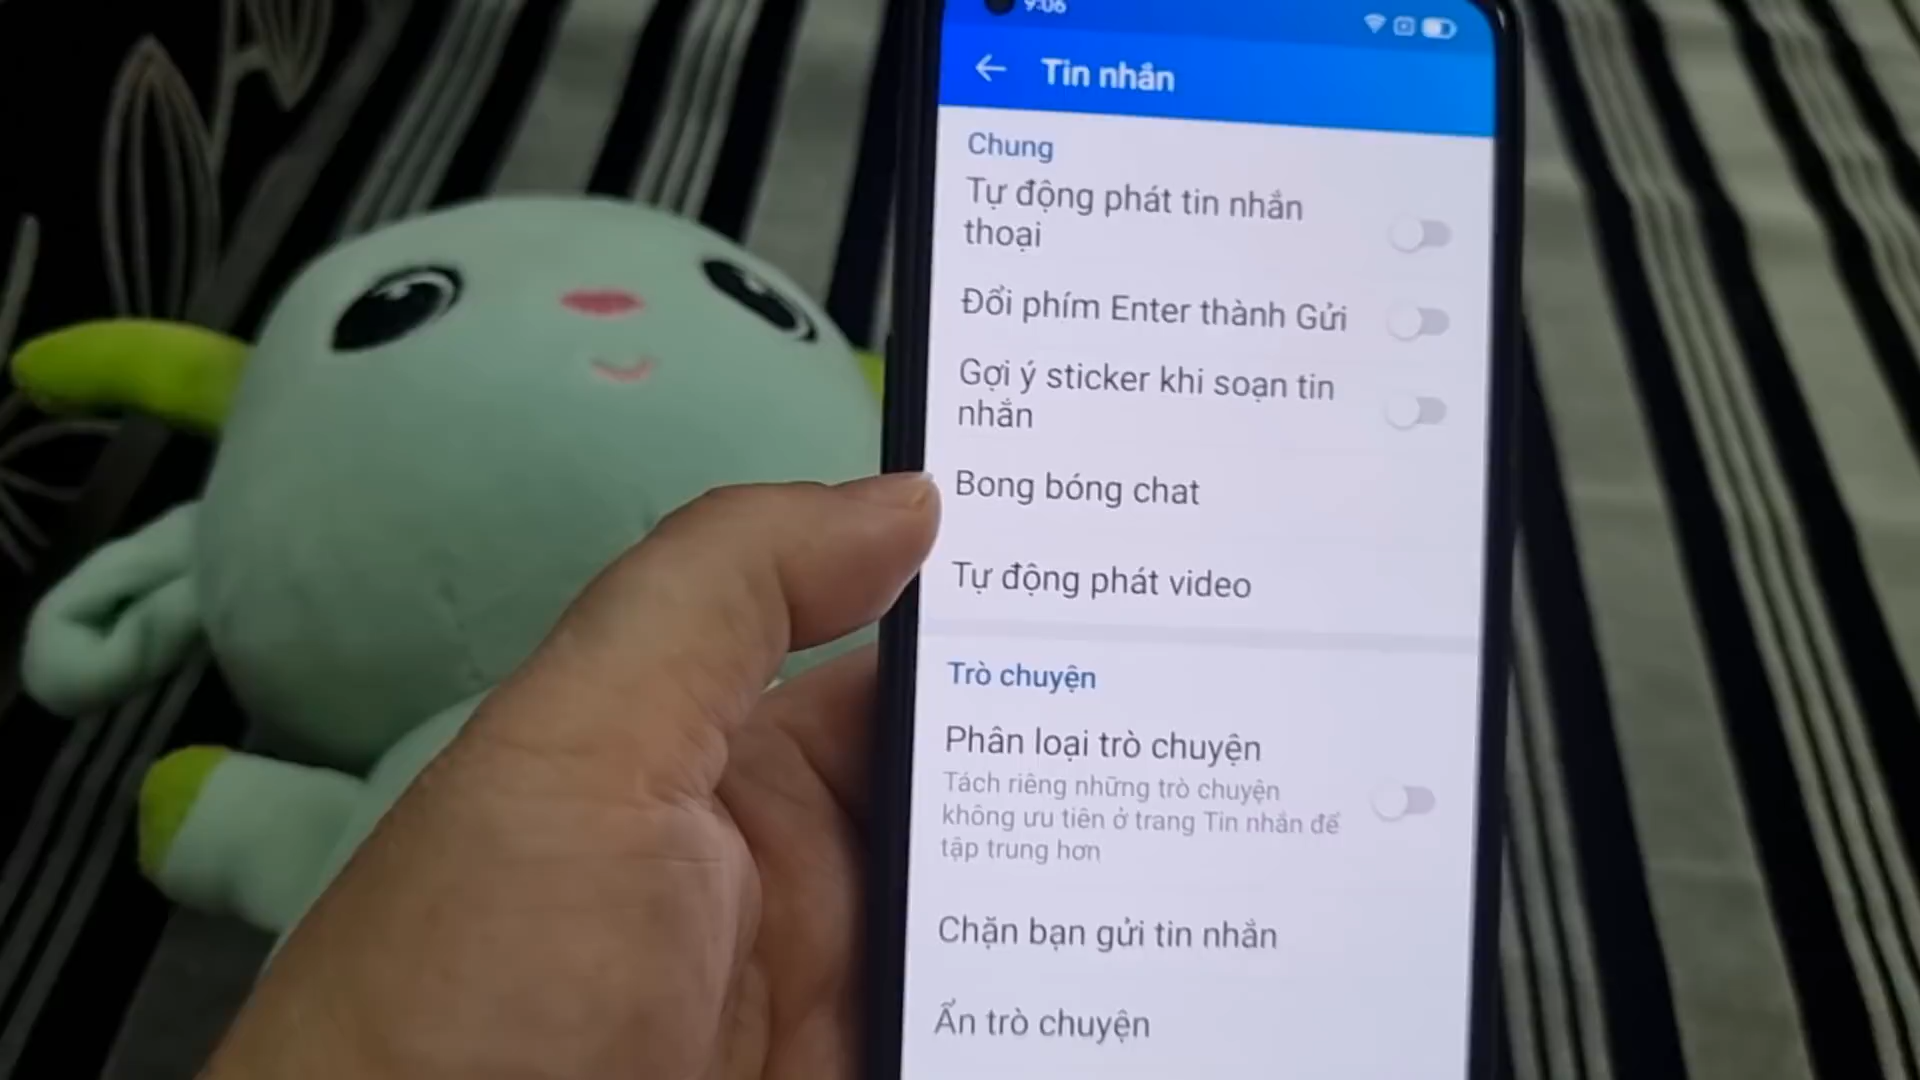 9:06
Tin nhắn
Chung
Tự động phát tin nhắn
thoại
Đổi phím Enter thành Gửi
Gợi ý sticker khi soạn tin
nhắn
Bong bóng chat
Tự động phát video
Trò chuyện
Phân loại trò chuyện
Tách riêng những trò chuyện
không ưu tiên ở trang Tin nhắn để
tập trung hơn
Chặn bạn gửi tin nhắn
Ẩn trò chuyện